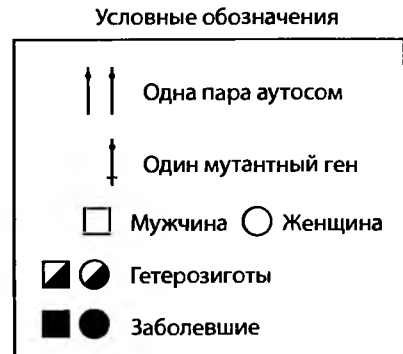 Условные обозначения
Одна пара аутосом
Один мутантный ген
Мужчина
Женщина
Гетерозиготы
Заболевшие